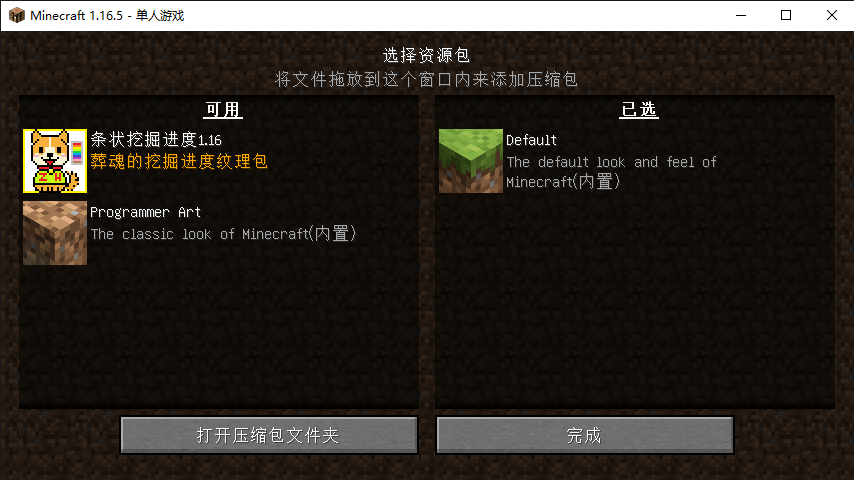 Minecraft 1.16.5 - 单人游戏
选择资源包
将文件拖放到这个窗口内来添加压缩包
可用
条状挖掘进度1.16
葬魂的挖掘进度纹理包
Z H
Programmer Art
The classic look of Minecraft(内置)
已选
Default
The default look and feel of
Minecraft(内置)
打开压缩包文件夹
完成